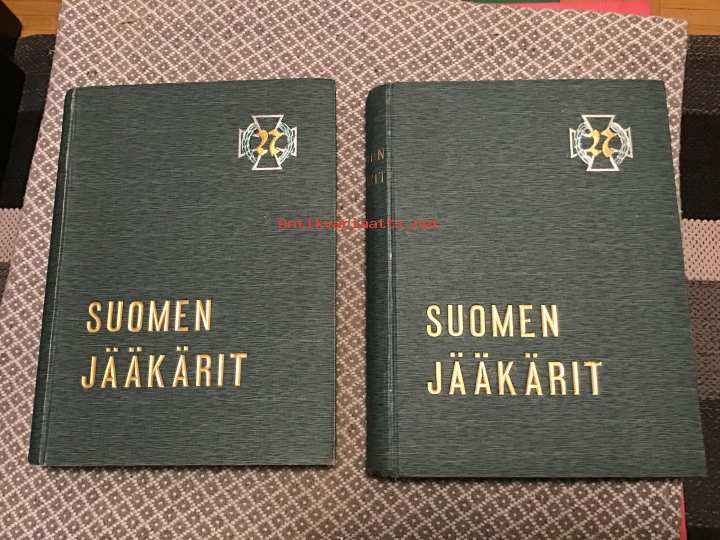 SUOMEN
JÄÄKÄRIT
SUOMEN
JÄÄKÄRIT
Antikvariaatti.net